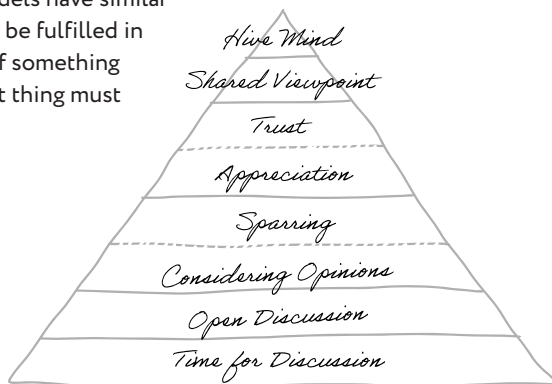 dels have similar
be fulfilled in
f something
t thing must
Hive Mind
Shared Viewpoint
Trust
Appreciation
Sparring
Considering Opinions
Open Discussion
Time for Discussion